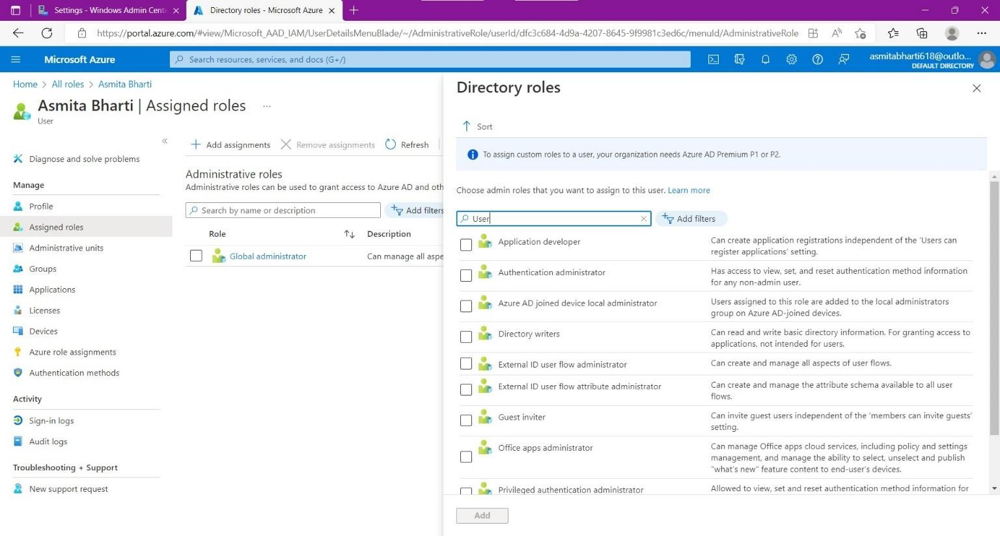 Settings - Windows Admin Cent
Directory roles - Microsoft Azure
https://portal.azure.com/#view/Microsoft_AAD_IAM/UserDetailsMenuBlade/~/AdministrativeRole/userId/dfc3c684-4d9a-4207-8645-9f9981c3ed6c/menuId/AdministrativeRole
Microsoft Azure
Search resources, services, and docs (G+/)
asmitabharti618@outlo...
DEFAULT DIRECTORY
Home > All roles > Asmita Bharti
Asmita Bharti | Assigned roles ...
User
Diagnose and solve problems
Manage
Profile
Assigned roles
Administrative units
Groups
Applications
Licenses
Devices
Azure role assignments
Authentication methods
Activity
Sign-in logs
Audit logs
Troubleshooting + Support
New support request
Add assignments Remove assignments Refresh
Administrative roles
Administrative roles can be used to grant access to Azure AD and oth
Search by name or description Add filters
Role Description
Global administrator Can manage all aspe
Directory roles
Sort
To assign custom roles to a user, your organization needs Azure AD Premium P1 or P2.
Choose admin roles that you want to assign to this user. Learn more
User Add filters
Application developer
Can create application registrations independent of the 'Users can
register applications' setting.
Authentication administrator
Has access to view, set, and reset authentication method information
for any non-admin user.
Azure AD joined device local administrator
Users assigned to this role are added to the local administrators
group on Azure AD-joined devices.
Directory writers
Can read and write basic directory information. For granting access to
applications, not intended for users.
External ID user flow administrator
Can create and manage all aspects of user flows.
External ID user flow attribute administrator
Can create and manage the attribute schema available to all user
flows.
Guest inviter
Can invite guest users independent of the 'members can invite guests'
setting.
Office apps administrator
Can manage Office apps cloud services, including policy and settings
management, and manage the ability to select, unselect and publish
"what's new" feature content to end-user's devices.
Privileged authentication administrator
Allowed to view, set and reset authentication method information for
Add